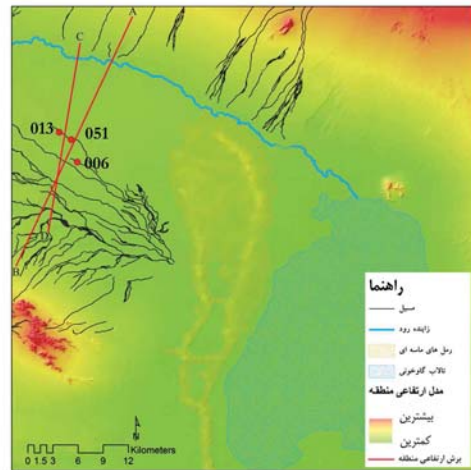 A
C
013
051
006
D
B
راهنما
مسیل
زاینده رود
رمل های ماسه ای
تالاب گاوخونی
مدل ارتفاعی منطقه
بیشترین
کمترین
برش ارتفاعی منطقه
Kilometers
0 1.5 3 6 9 12